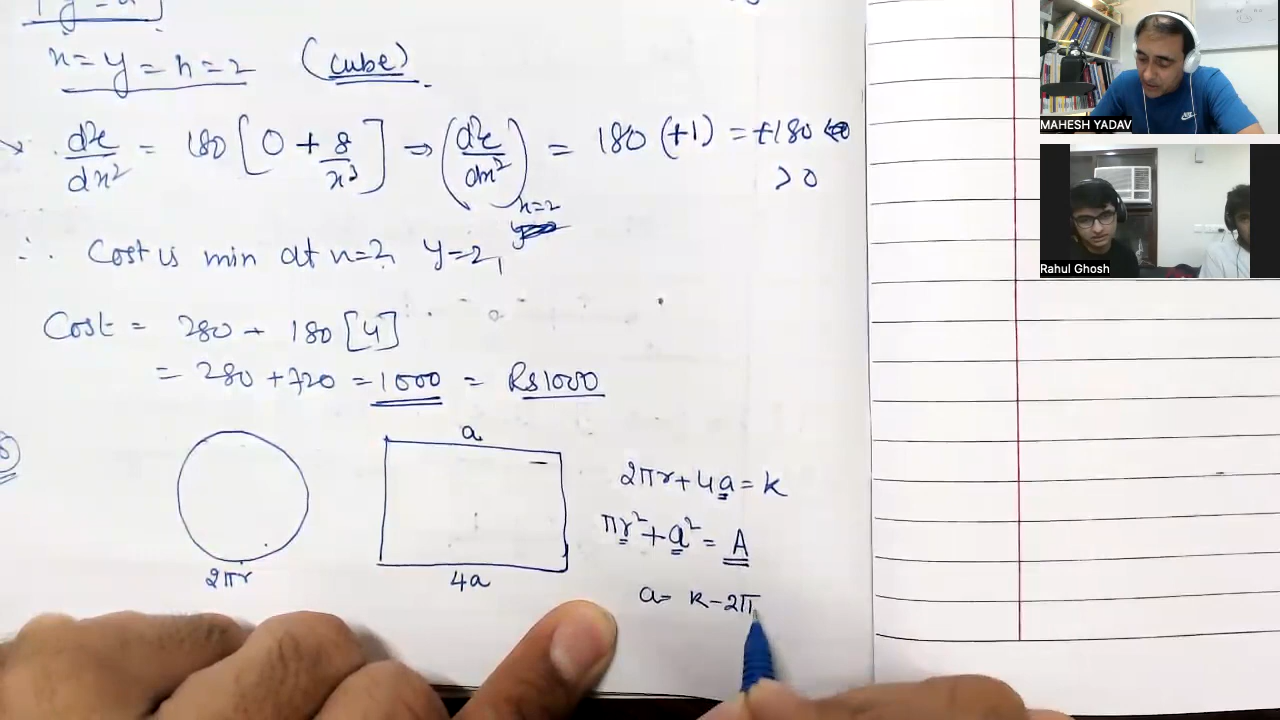 x=y=h=2 (cube)
d²c/dx² = 180 [0 + 8/x³] ⇒ (d²c/dx²) x=2 = 180 (+1) = +180
> 0
∴ Cost is min at x=2, y=2,
Cost = 280 + 180 [4]
= 280 + 720 = 1000 = Rs 1000
a
2πr
4a
2πr + 4a = k
πr² + a² = A
a = k - 2π
MAHESH YADAV
Rahul Ghosh